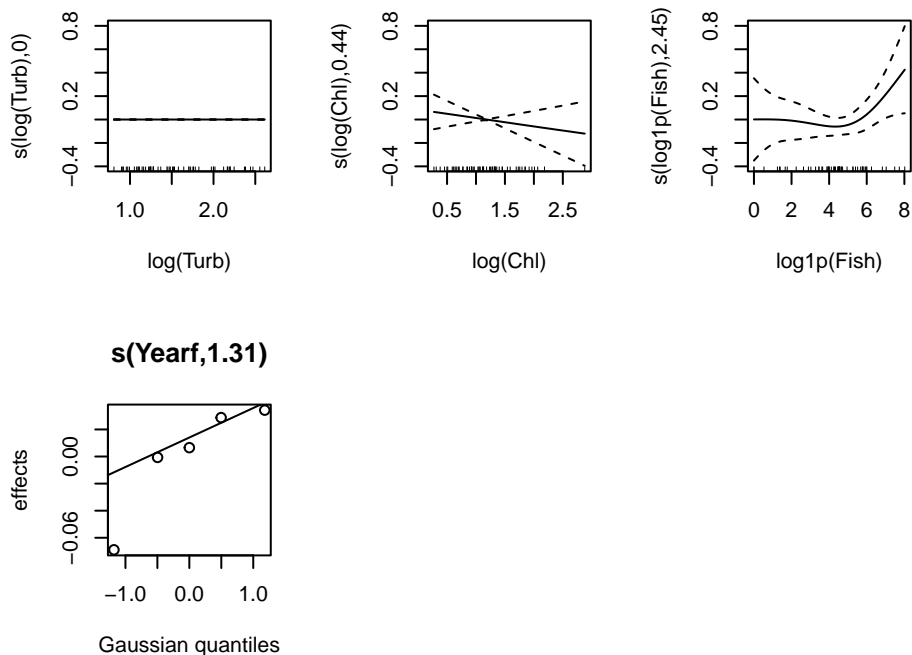 s(log(Turb),0)
−0.4 0.2 0.8
1.0 2.0
log(Turb)
s(log(Chl),0.44)
−0.4 0.2 0.8
0.5 1.5 2.5
log(Chl)
s(log1p(Fish),2.45)
−0.4 0.2 0.8
0 2 4 6 8
log1p(Fish)
s(Yearf,1.31)
effects
−0.06 0.00
−1.0 0.0 1.0
Gaussian quantiles